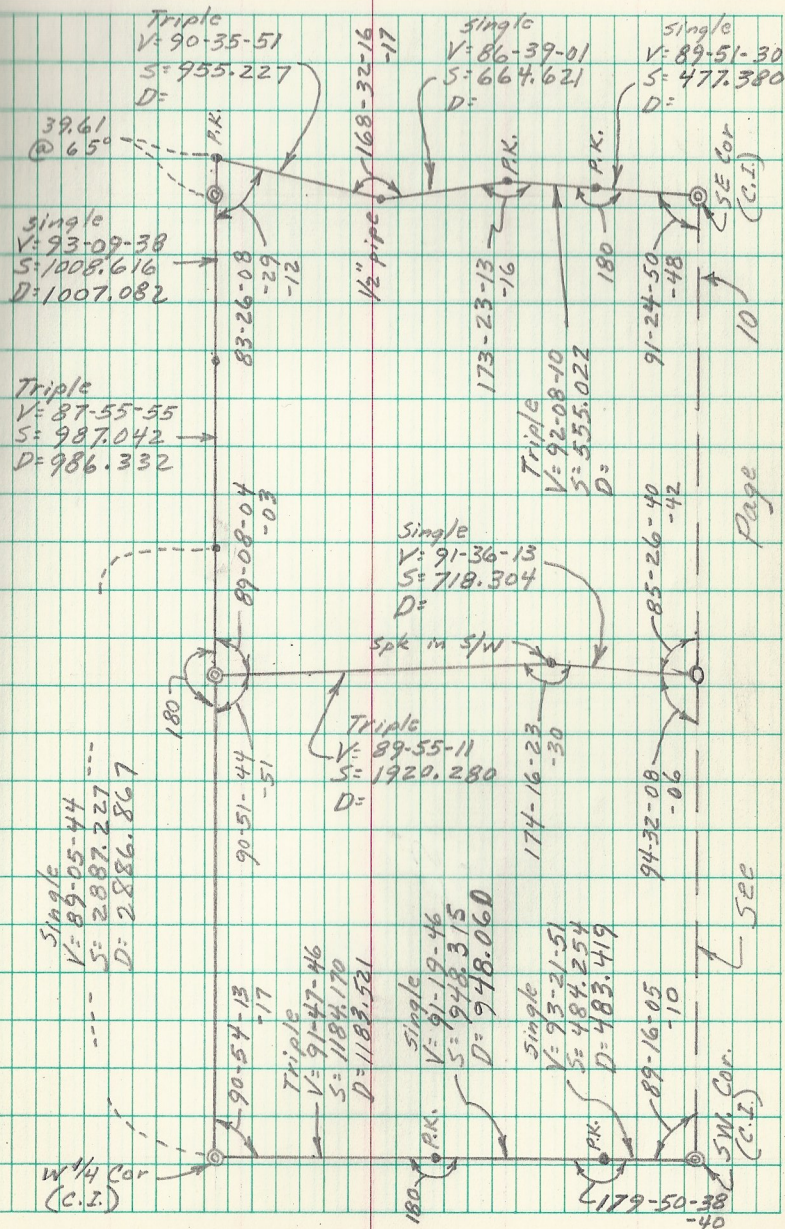 Triple
V= 90-35-51
S= 955.227
D=
39.61
@ 65°
P.K.
168-32-16
-17
Single
V= 86-39-01
S= 664.621
D=
Single
V= 89-51-30
S= 477.380
D=
P.K.
P.K.
SE Cor
(C.I.)
Single
V= 93-09-38
S= 1008.616
D= 1007.082
83-26-08
-29
-12
1/2" pipe
173-23-13
-16
180
91-24-50
-48
10
Triple
V= 92-08-10
S= 555.022
D=
Triple
V= 87-55-55
S= 987.042
D= 986.332
89-08-04
-03
Single
V= 91-36-13
S= 718.304
D=
85-26-40
-42
Page
Spk in S/W
180
90-51-44
-51
Triple
V= 89-55-11
S= 1920.280
D=
174-16-23
-30
94-32-08
-06
Single
V= 89-05-44
S= 2887.227
D= 2886.867
See
90-54-13
-17
Triple
V= 91-47-46
S= 1184.170
D= 1183.521
Single
V= 91-19-46
S= 948.315
D= 948.060
Single
V= 93-21-51
S= 484.254
D= 483.419
89-16-05
-10
W 1/4 Cor
(C.I.)
P.K.
180
P.K.
179-50-38
-40
SW. Cor.
(C.I.)